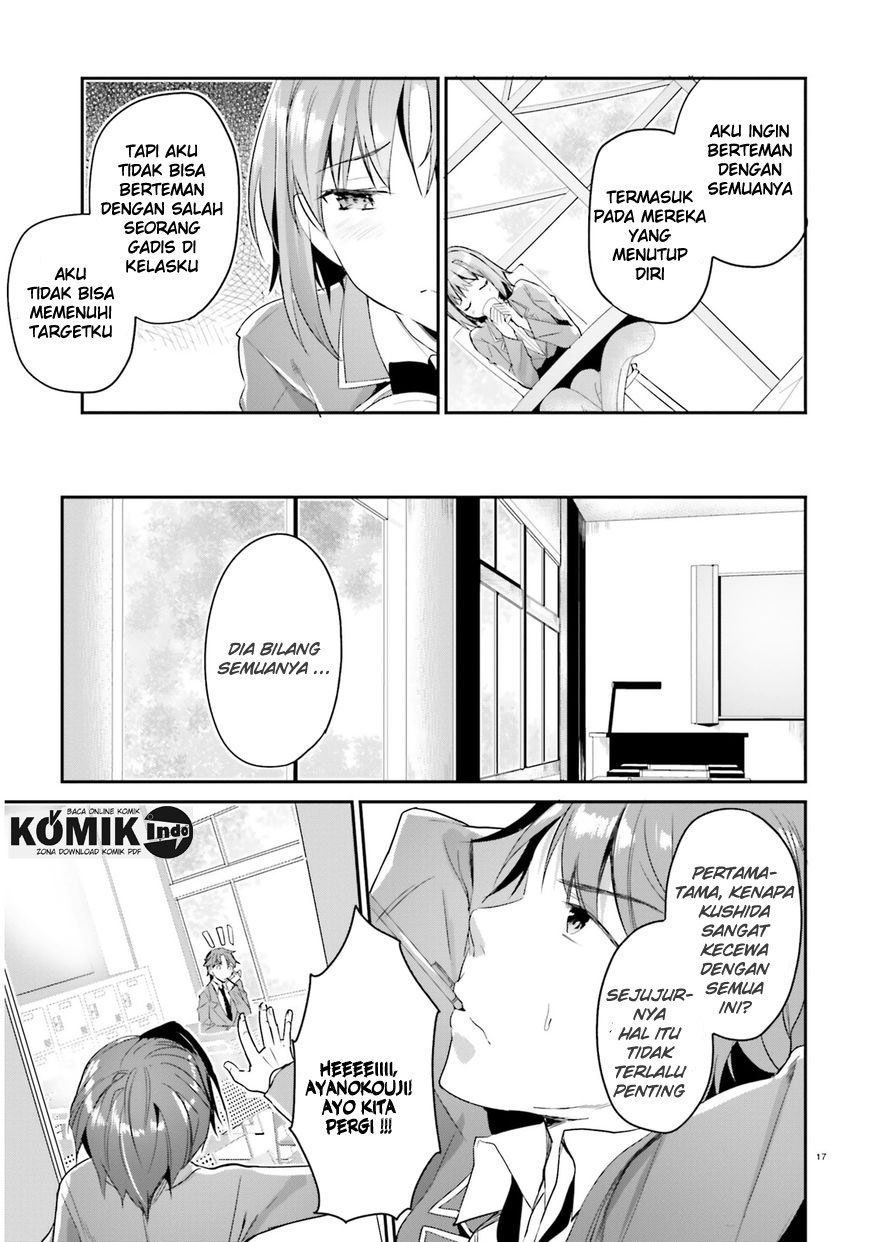 AKU INGIN
BERTEMAN
DENGAN
SEMUANYA
TERMASUK
PADA MEREKA
YANG
MENUTUP
DIRI
TAPI AKU
TIDAK BISA
BERTEMAN
DENGAN SALAH
SEORANG
GADIS DI
KELASKU
AKU
TIDAK BISA
MEMENUHI
TARGETKU
DIA BILANG
SEMUANYA ...
PERTAMA-
TAMA, KENAPA
KUSHIDA
SANGAT
KECEWA
DENGAN
SEMUA
INI?
SEJUJUR-
NYA
HAL ITU
TIDAK
TERLALU
PENTING
HEEEEIIII,
AYANOKOUJI!
AYO KITA
PERGI !!!
BACA ONLINE KOMIK
KOMIK Indo
ZONA DOWNLOAD KOMIK PDF
17